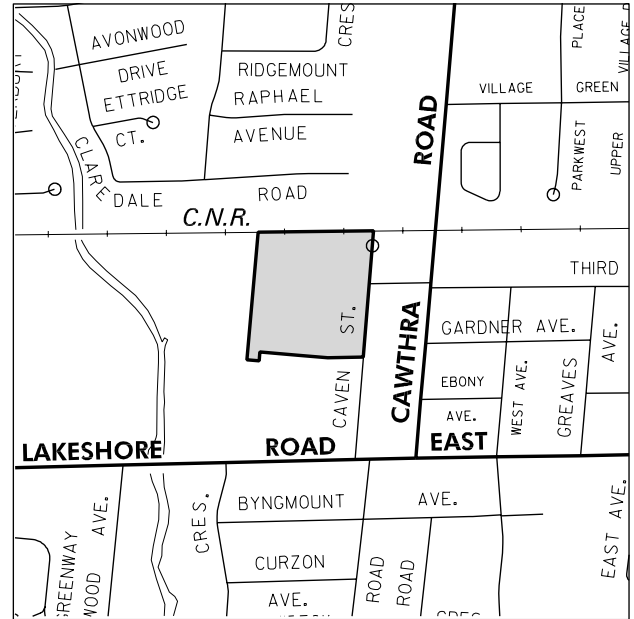 AVONWOOD
DRIVE
ETTRIDGE
CT.
CLARE
DALE ROAD
CRES
RIDGEMOUNT
RAPHAEL
AVENUE
ROAD
PLACE
VILLAGE
VILLAGE GREEN
PARKWEST
UPPER
C.N.R.
THIRD
ST.
CAVEN
CAWTHRA
GARDNER AVE.
EBONY
AVE.
WEST AVE.
GREAVES
AVE.
LAKESHORE ROAD EAST
AVE.
WOOD
CRES.
BYNGMOUNT AVE.
CURZON
AVE.
ROAD
ROAD
EAST AVE.